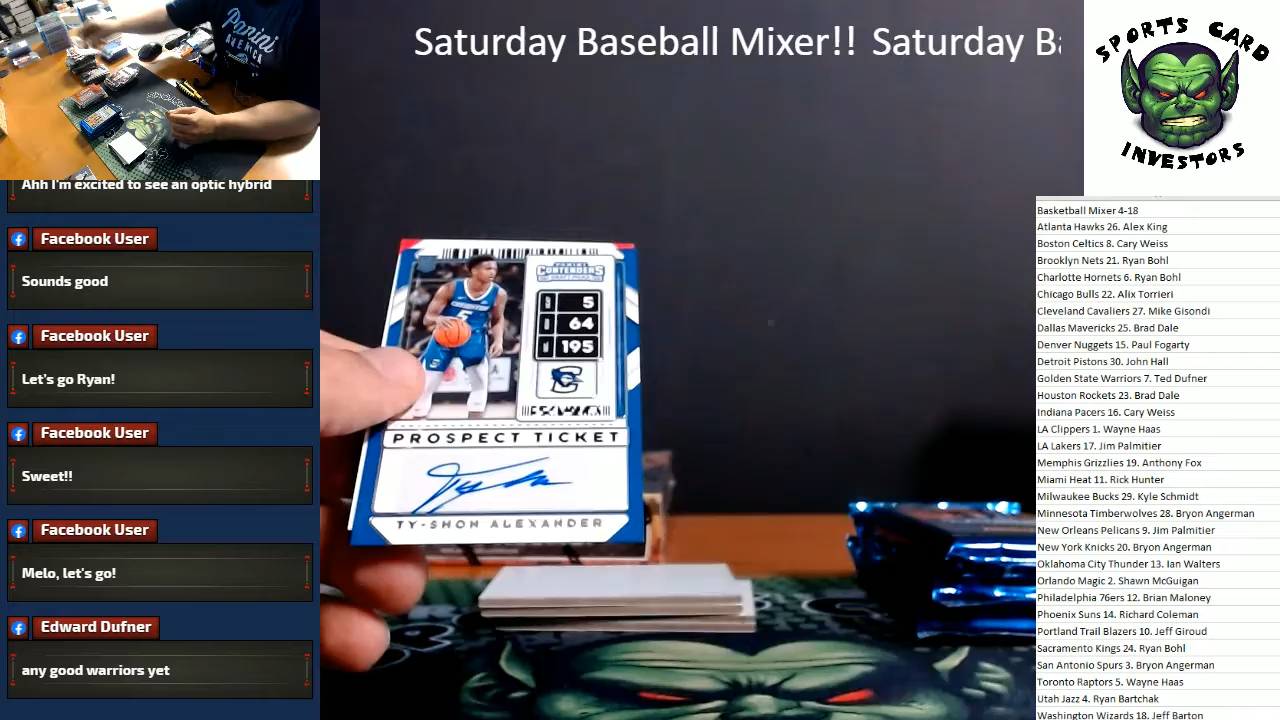 Saturday Baseball Mixer!! Saturday Ba
SPORTS CARD
INVESTORS
Panini
AMERICA
Ahh I'm excited to see an optic hybrid
Facebook User
Sounds good
Facebook User
Let's go Ryan!
Facebook User
Sweet!!
Facebook User
Melo, let's go!
Edward Dufner
any good warriors yet
PANINI
CONTENDERS
DRAFT PICKS
5
64
195
PROSPECT TICKET
TY-SHON ALEXANDER
Basketball Mixer 4-18
Atlanta Hawks 26. Alex King
Boston Celtics 8. Cary Weiss
Brooklyn Nets 21. Ryan Bohl
Charlotte Hornets 6. Ryan Bohl
Chicago Bulls 22. Alix Torrieri
Cleveland Cavaliers 27. Mike Gisondi
Dallas Mavericks 25. Brad Dale
Denver Nuggets 15. Paul Fogarty
Detroit Pistons 30. John Hall
Golden State Warriors 7. Ted Dufner
Houston Rockets 23. Brad Dale
Indiana Pacers 16. Cary Weiss
LA Clippers 1. Wayne Haas
LA Lakers 17. Jim Palmitier
Memphis Grizzlies 19. Anthony Fox
Miami Heat 11. Rick Hunter
Milwaukee Bucks 29. Kyle Schmidt
Minnesota Timberwolves 28. Bryon Angerman
New Orleans Pelicans 9. Jim Palmitier
New York Knicks 20. Bryon Angerman
Oklahoma City Thunder 13. Ian Walters
Orlando Magic 2. Shawn McGuigan
Philadelphia 76ers 12. Brian Maloney
Phoenix Suns 14. Richard Coleman
Portland Trail Blazers 10. Jeff Giroud
Sacramento Kings 24. Ryan Bohl
San Antonio Spurs 3. Bryon Angerman
Toronto Raptors 5. Wayne Haas
Utah Jazz 4. Ryan Bartchak
Washington Wizards 18. Jeff Barton